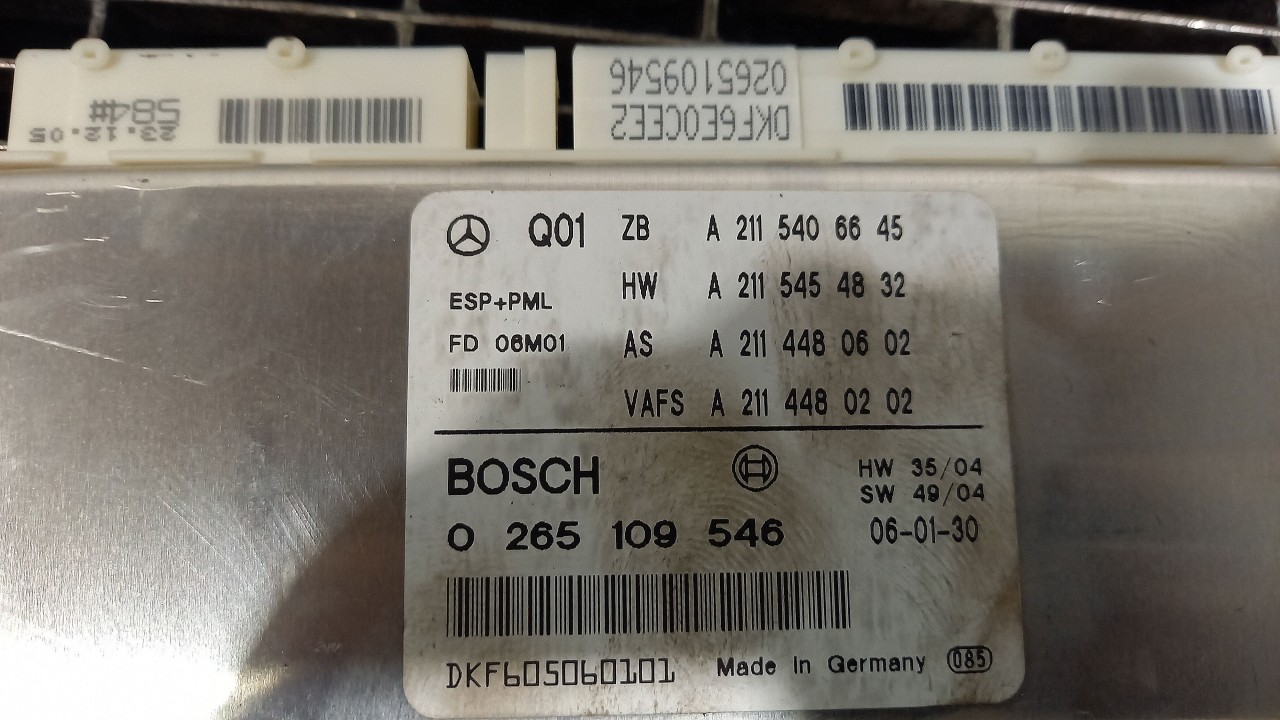 584#
23.12.05
0265109546
DKF6E0CEE2
Q01 ZB A 211 540 66 45
HW A 211 545 48 32
ESP+PML
FD 06M01 AS A 211 448 06 02
VAFS A 211 448 02 02
BOSCH
HW 35/04
SW 49/04
0 265 109 546 06-01-30
DKF605060101 Made in Germany 085